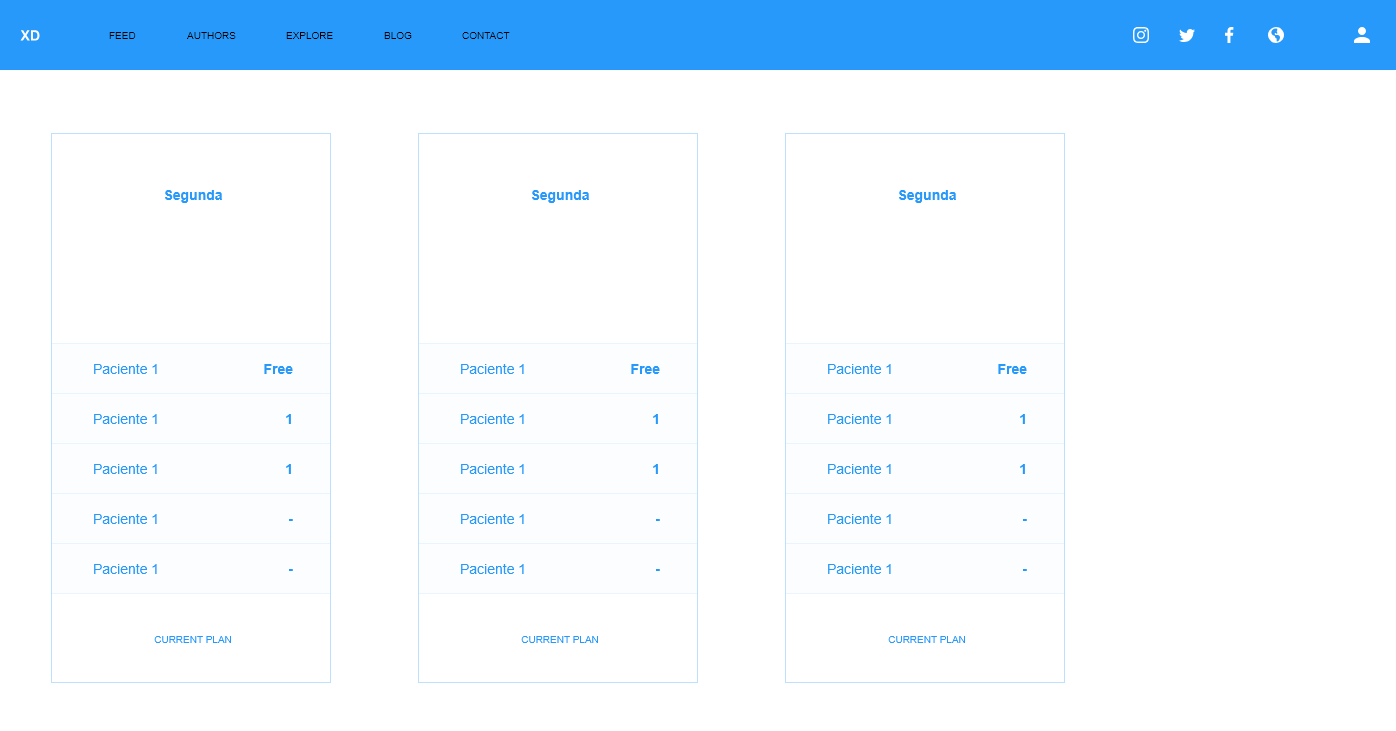 XD FEED AUTHORS EXPLORE BLOG CONTACT
Segunda
Paciente 1 Free
Paciente 1 1
Paciente 1 1
Paciente 1 -
Paciente 1 -
CURRENT PLAN
Segunda
Paciente 1 Free
Paciente 1 1
Paciente 1 1
Paciente 1 -
Paciente 1 -
CURRENT PLAN
Segunda
Paciente 1 Free
Paciente 1 1
Paciente 1 1
Paciente 1 -
Paciente 1 -
CURRENT PLAN